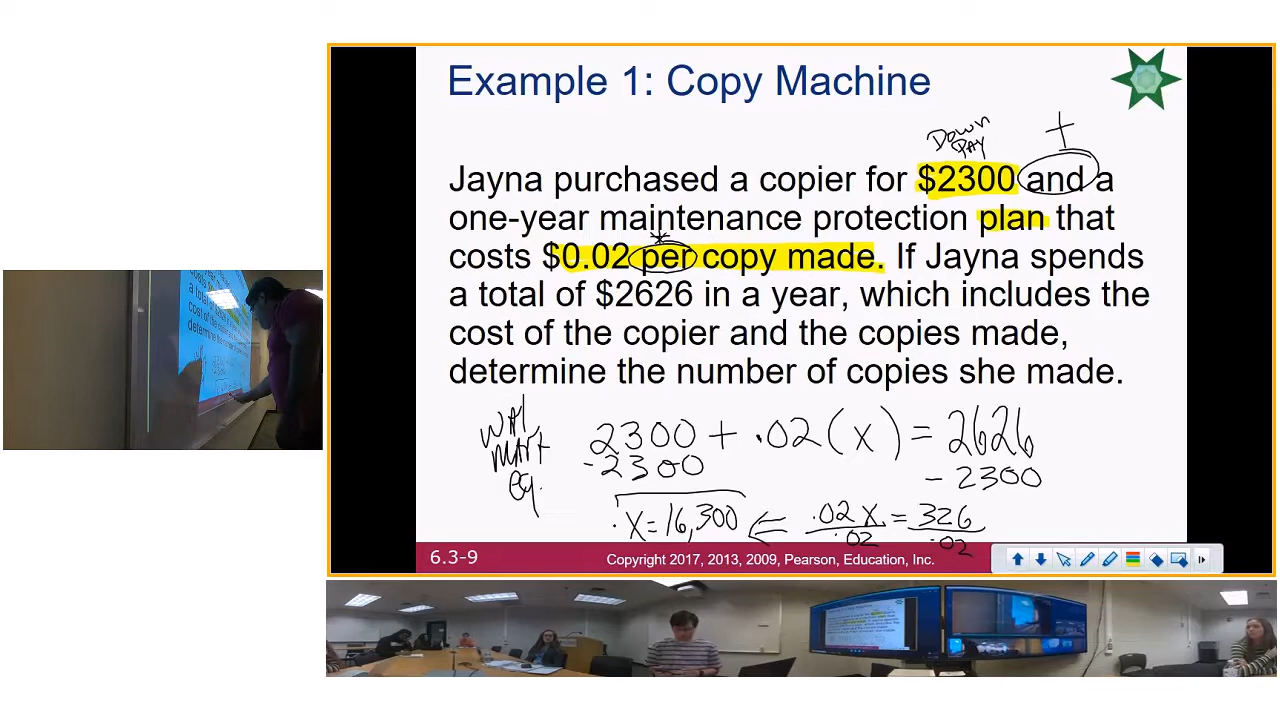 Example 1: Copy Machine
Down
Pay
+
Jayna purchased a copier for $2300 and a
one-year maintenance protection plan that
*
costs $0.02 per copy made. If Jayna spends
a total of $2626 in a year, which includes the
cost of the copier and the copies made,
determine the number of copies she made.
WAL
MART
eq.
2300 + .02(x) = 2626
-2300 - 2300
.x = 16,300 ⇐ .02x = 326
.02 .02
6.3-9
Copyright 2017, 2013, 2009, Pearson, Education, Inc.